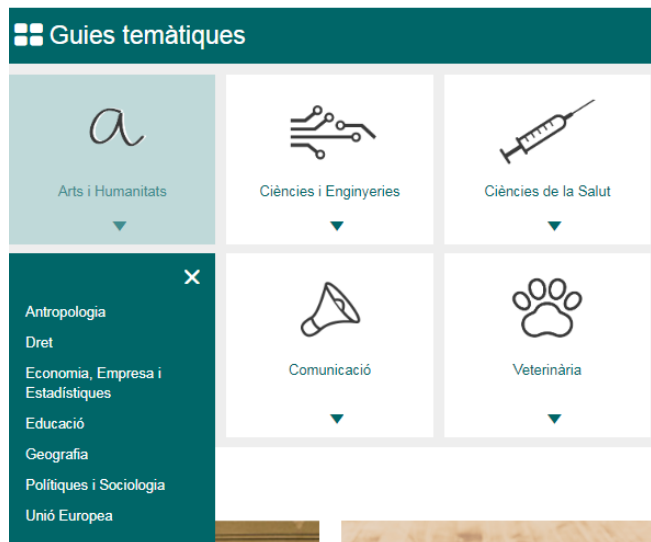 Guies temàtiques
Arts i Humanitats
Ciències i Enginyeries
Ciències de la Salut
Antropologia
Dret
Economia, Empresa i
Estadístiques
Educació
Geografia
Polítiques i Sociologia
Unió Europea
Comunicació
Veterinària